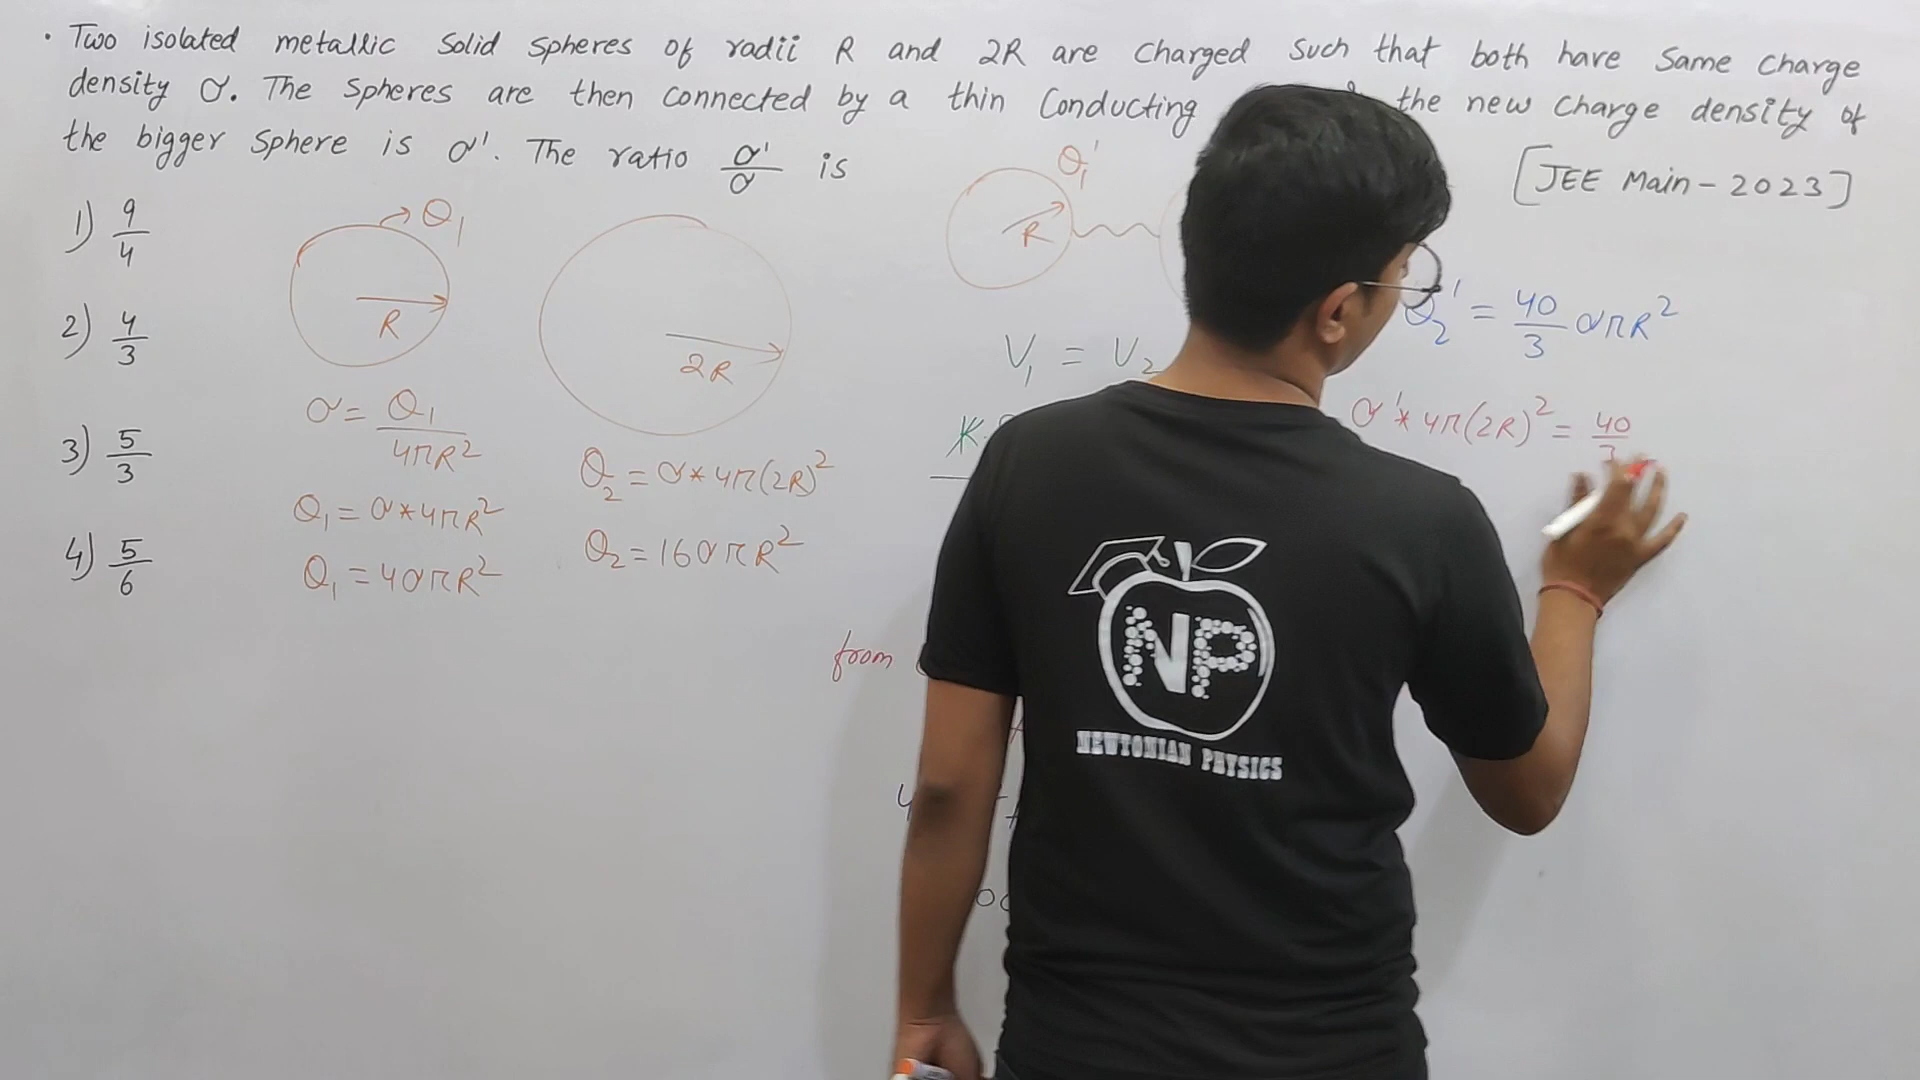 • Two isolated metallic solid spheres of radii R and 2R are charged such that both have same charge
density σ. The spheres are then connected by a thin conducting the new charge density of
the bigger sphere is σ'. The ratio σ'/σ is
[JEE Main - 2023]
1) 9/4
2) 4/3
3) 5/3
4) 5/6
Q₁
R
σ = Q₁/4πR²
Q₁ = σ*4πR²
Q₁ = 4σπR²
2R
Q₂ = σ*4π(2R)²
Q₂ = 16σπR²
Q₁'
R
V₁ = V₂
K
from
Q₂' = 40/3 σπR²
σ'*4π(2R)² = 40/3
NP
NEWTONIAN PHYSICS